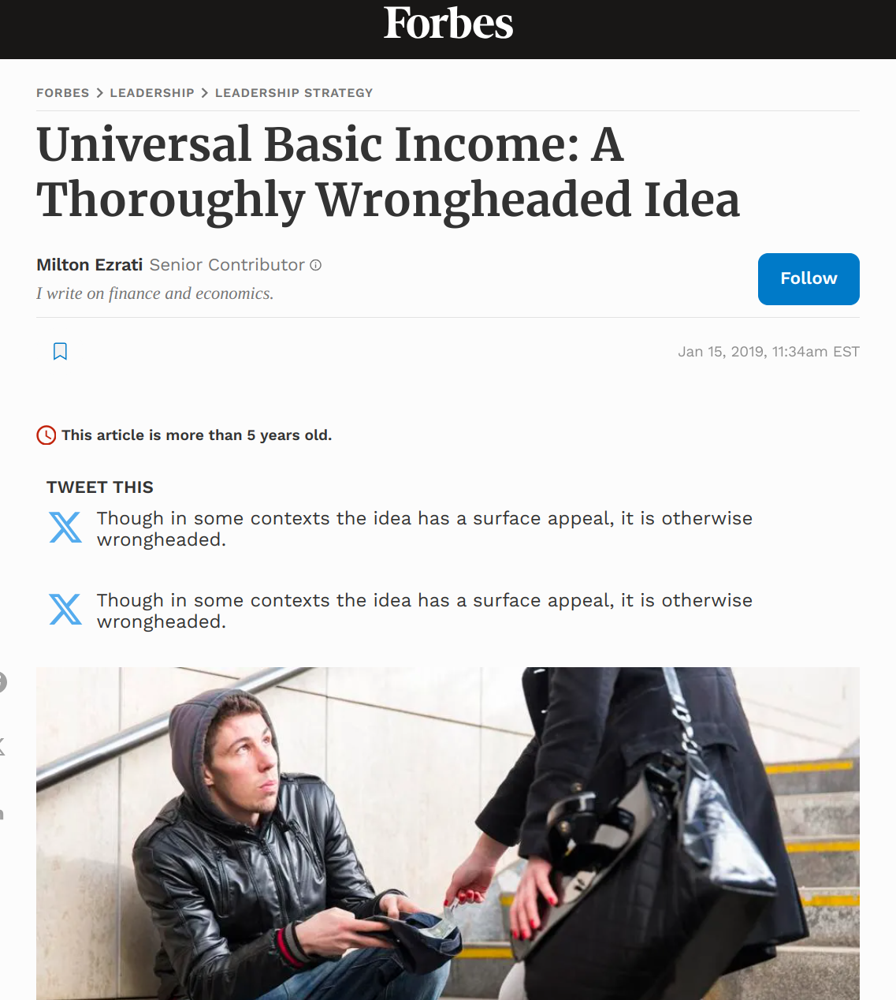 Forbes
FORBES > LEADERSHIP > LEADERSHIP STRATEGY
Universal Basic Income: A
Thoroughly Wrongheaded Idea
Milton Ezrati Senior Contributor
I write on finance and economics.
Follow
Jan 15, 2019, 11:34am EST
This article is more than 5 years old.
TWEET THIS
Though in some contexts the idea has a surface appeal, it is otherwise
wrongheaded.
Though in some contexts the idea has a surface appeal, it is otherwise
wrongheaded.